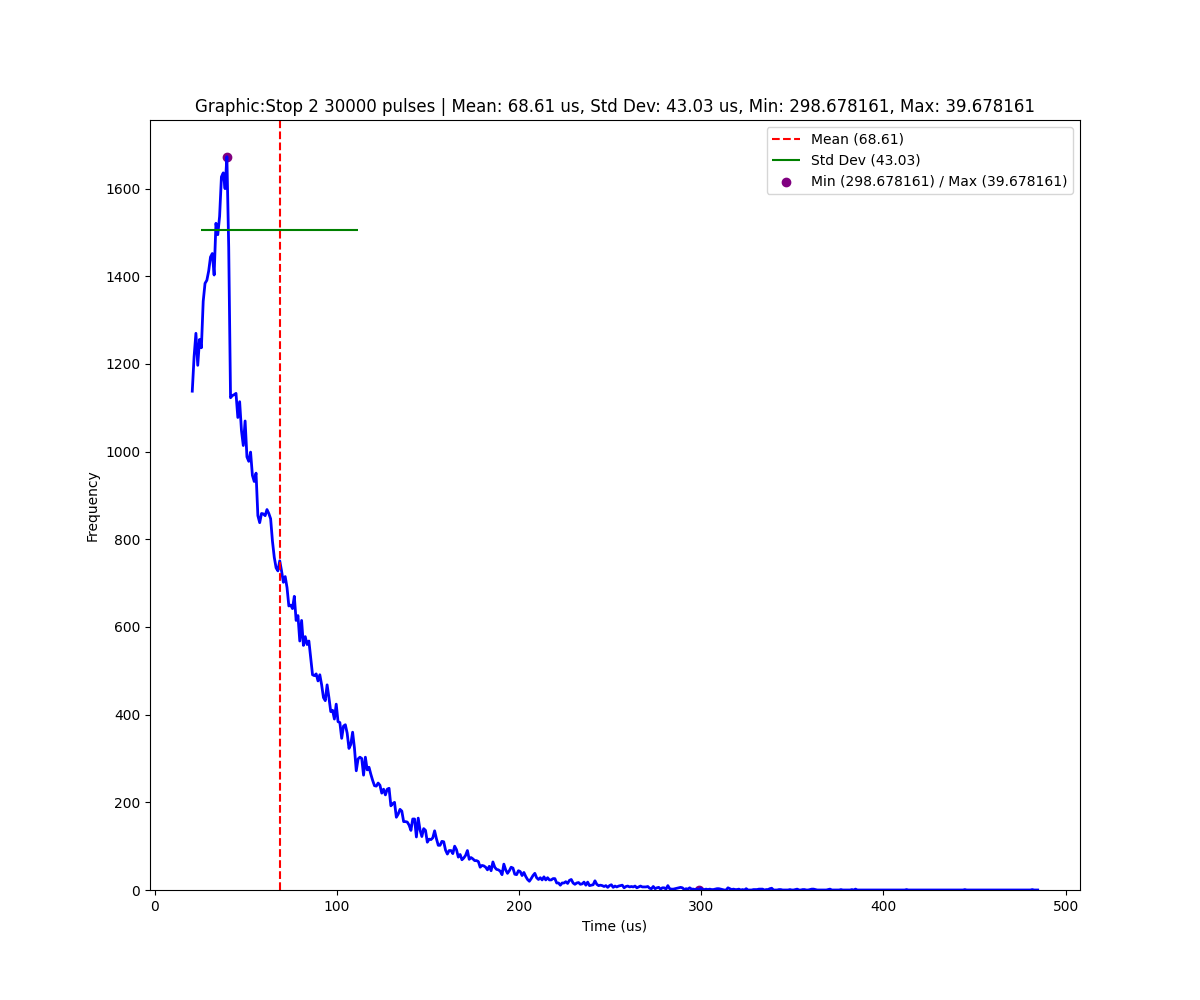 Graphic:Stop 2 30000 pulses | Mean: 68.61 us, Std Dev: 43.03 us, Min: 298.678161, Max: 39.678161
Mean (68.61)
Std Dev (43.03)
Min (298.678161) / Max (39.678161)
1600
1400
1200
1000
800
600
400
200
0
Frequency
0 100 200 300 400 500
Time (us)